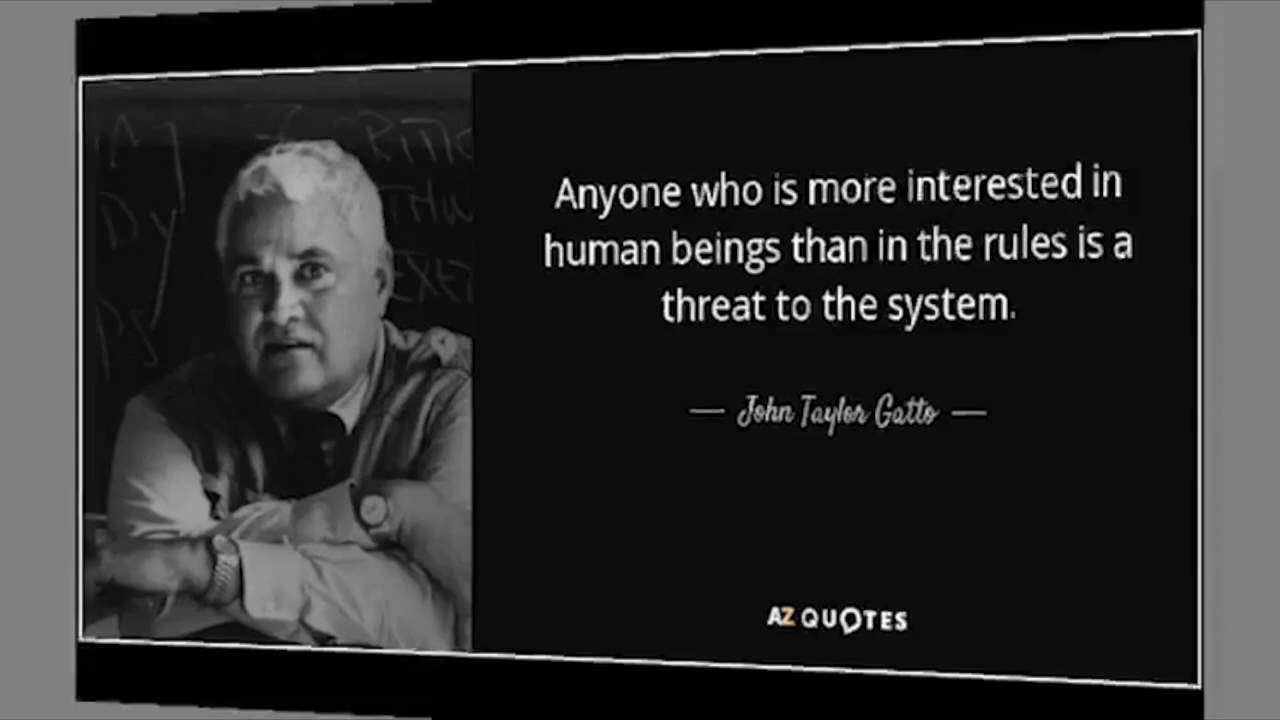 Anyone who is more interested in
human beings than in the rules is a
threat to the system.
— John Taylor Gatto —
AZ QUOTES